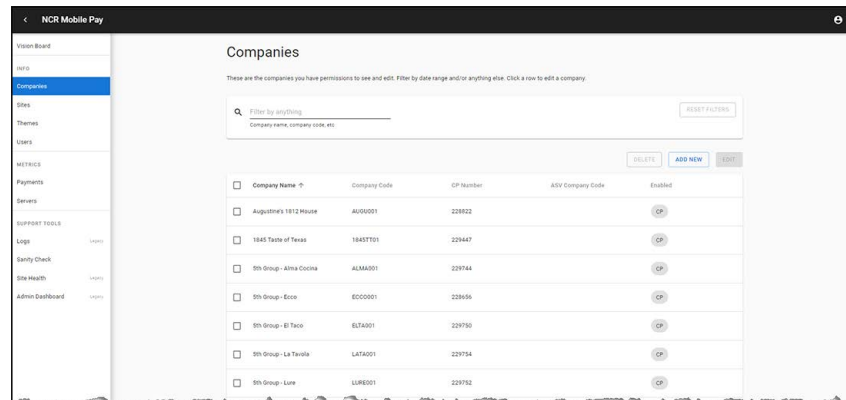 NCR Mobile Pay
Vision Board
INFO
Companies
Sites
Themes
Users
METRICS
Payments
Servers
SUPPORT TOOLS
Logs Legacy
Sanity Check
Site Health Legacy
Admin Dashboard Legacy
Companies
These are the companies you have permissions to see and edit. Filter by date range and/or anything else. Click a row to edit a company.
Filter by anything
Company name, company code, etc
RESET FILTERS
DELETE ADD NEW EDIT
Company Name Company Code CP Number ASV Company Code Enabled
Augustine's 1812 House AUGU001 228822 CP
1845 Taste of Texas 1845TT01 229447 CP
5th Group - Alma Cocina ALMA001 229744 CP
5th Group - Ecco ECCO001 228656 CP
5th Group - El Taco ELTA001 229750 CP
5th Group - La Tavola LATA001 229754 CP
5th Group - Lure LURE001 229752 CP